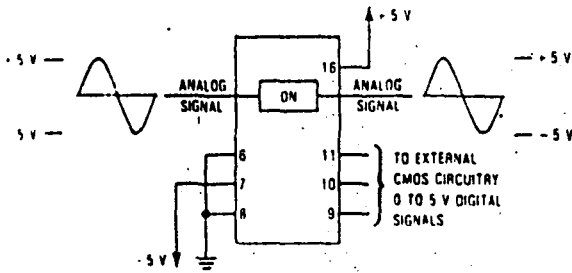 +5 V
16
+5 V
ANALOG
SIGNAL
ON
ANALOG
SIGNAL
+5 V
5 V
-5 V
6
7
8
11
10
9
TO EXTERNAL
CMOS CIRCUITRY
0 TO 5 V DIGITAL
SIGNALS
-5 V